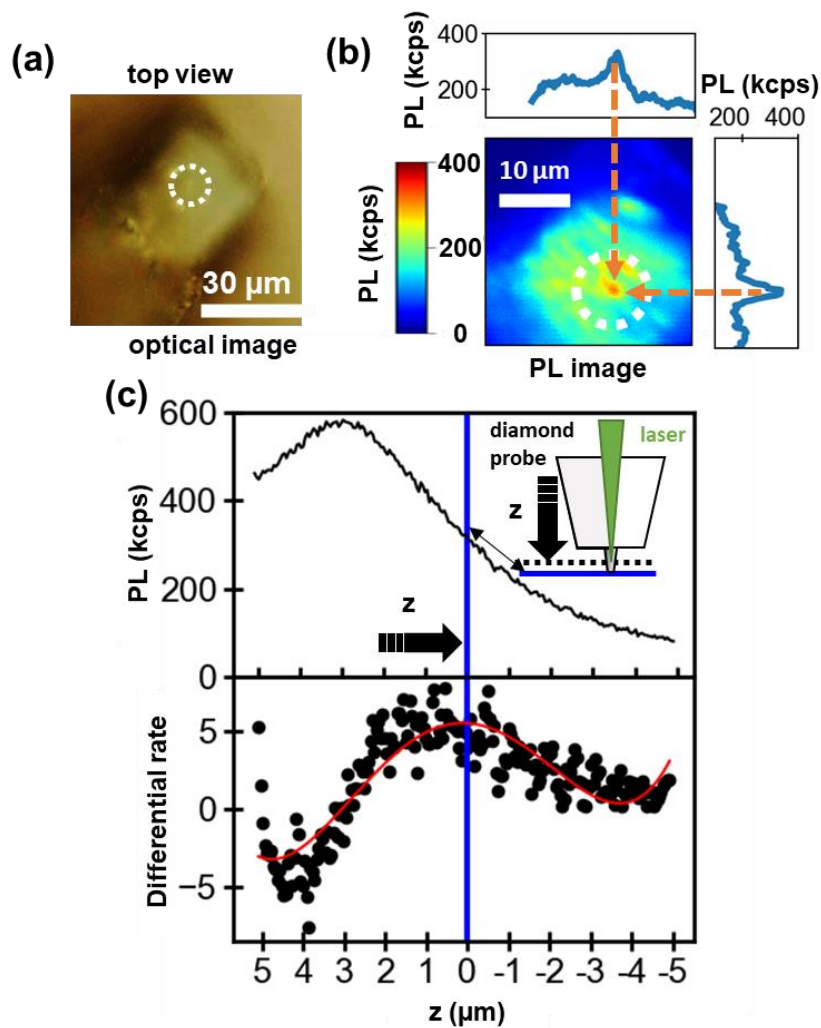 (a)
top view
30 µm
optical image
(b)
PL (kcps)
400
200
PL (kcps)
200 400
PL (kcps)
400
200
0
10 µm
PL image
(c)
PL (kcps)
600
400
200
0
diamond
probe
laser
z
z
Differential rate
5
0
−5
5 4 3 2 1 0 -1 -2 -3 -4 -5
z (µm)